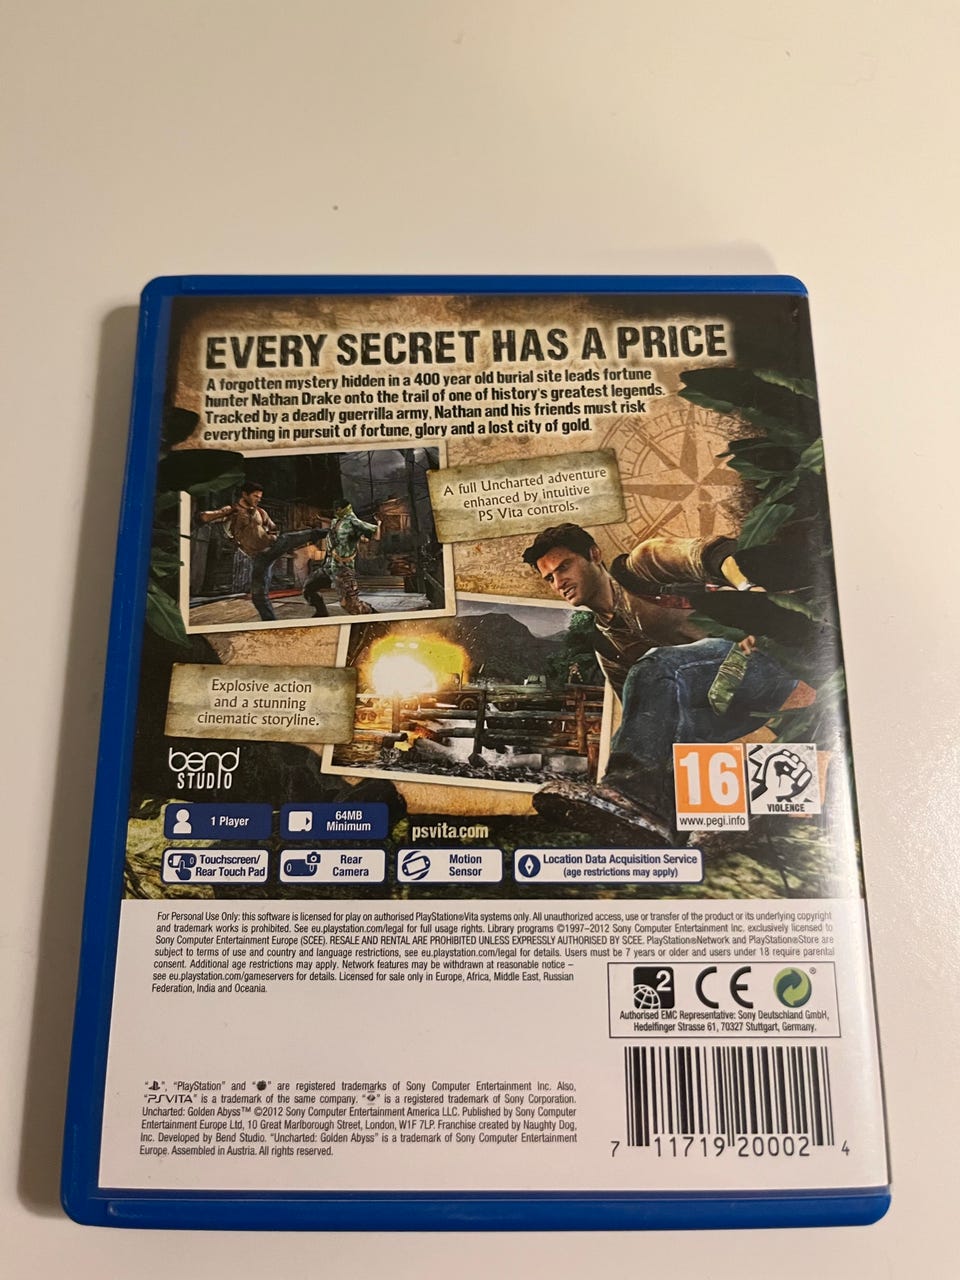 EVERY SECRET HAS A PRICE
A forgotten mystery hidden in a 400 year old burial site leads fortune
hunter Nathan Drake onto the trail of one of history's greatest legends.
Tracked by a deadly guerrilla army, Nathan and his friends must risk
everything in pursuit of fortune, glory and a lost city of gold.
A full Uncharted adventure
enhanced by intuitive
PS Vita controls.
Explosive action
and a stunning
cinematic storyline.
bend
STUDIO
16™
www.pegi.info
™
VIOLENCE
1 Player
64MB
Minimum
psvita.com
Touchscreen/
Rear Touch Pad
Rear
Camera
Motion
Sensor
Location Data Acquisition Service
(age restrictions may apply)
For Personal Use Only: this software is licensed for play on authorised PlayStation®Vita systems only. All unauthorized access, use or transfer of the product or its underlying copyright
and trademark works is prohibited. See eu.playstation.com/legal for full usage rights. Library programs ©1997–2012 Sony Computer Entertainment Inc. exclusively licensed to
Sony Computer Entertainment Europe (SCEE). RESALE AND RENTAL ARE PROHIBITED UNLESS EXPRESSLY AUTHORISED BY SCEE. PlayStation®Network and PlayStation®Store are
subject to terms of use and country and language restrictions, see eu.playstation.com/legal for details. Users must be 7 years or older and users under 18 require parental
consent. Additional age restrictions may apply. Network features may be withdrawn at reasonable notice –
see eu.playstation.com/gameservers for details. Licensed for sale only in Europe, Africa, Middle East, Russian
Federation, India and Oceania.
2
CE
®
Authorised EMC Representative: Sony Deutschland GmbH,
Hedelfinger Strasse 61, 70327 Stuttgart, Germany.
“ ”, “PlayStation” and “ ” are registered trademarks of Sony Computer Entertainment Inc. Also,
“PSVITA” is a trademark of the same company. “ ” is a registered trademark of Sony Corporation.
Uncharted: Golden Abyss™ ©2012 Sony Computer Entertainment America LLC. Published by Sony Computer
Entertainment Europe Ltd, 10 Great Marlborough Street, London, W1F 7LP. Franchise created by Naughty Dog,
Inc. Developed by Bend Studio. “Uncharted: Golden Abyss” is a trademark of Sony Computer Entertainment
Europe. Assembled in Austria. All rights reserved.
7 11719 20002 4